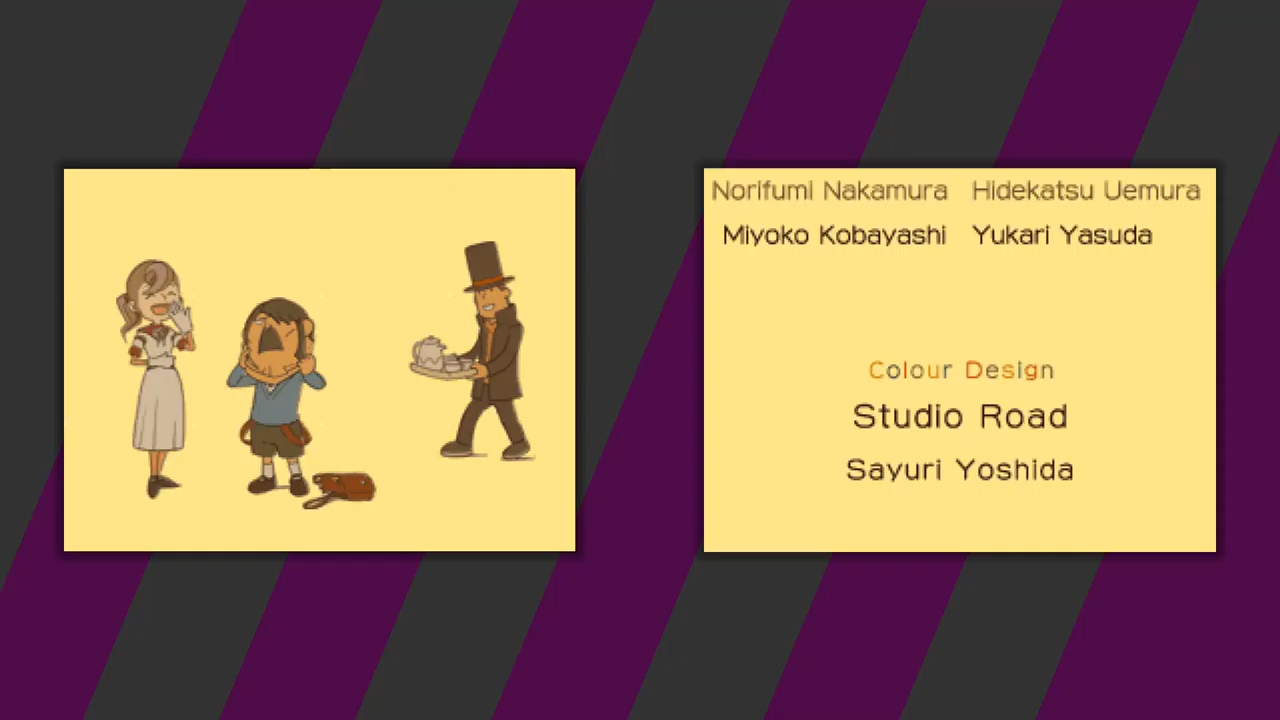 Norifumi Nakamura Hidekatsu Uemura
Miyoko Kobayashi Yukari Yasuda
Colour Design
Studio Road
Sayuri Yoshida